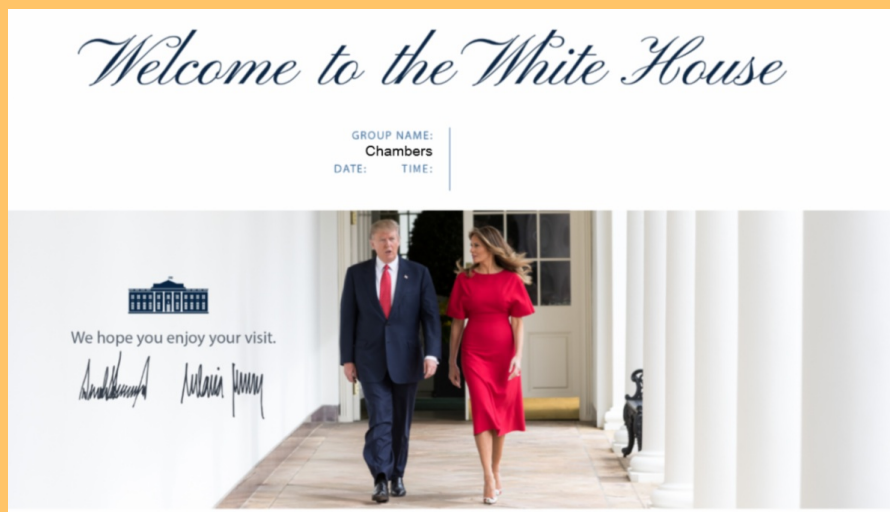 Welcome to the White House
GROUP NAME:
Chambers
DATE: TIME:
We hope you enjoy your visit.